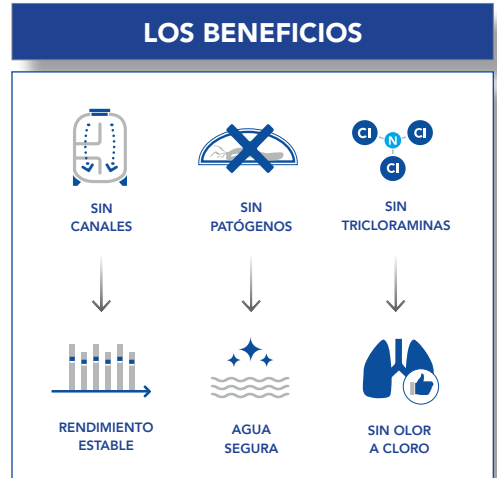 LOS BENEFICIOS
Cl
N
Cl
Cl
SIN
CANALES
SIN
PATÓGENOS
SIN
TRICLORAMINAS
RENDIMIENTO
ESTABLE
AGUA
SEGURA
SIN OLOR
A CLORO